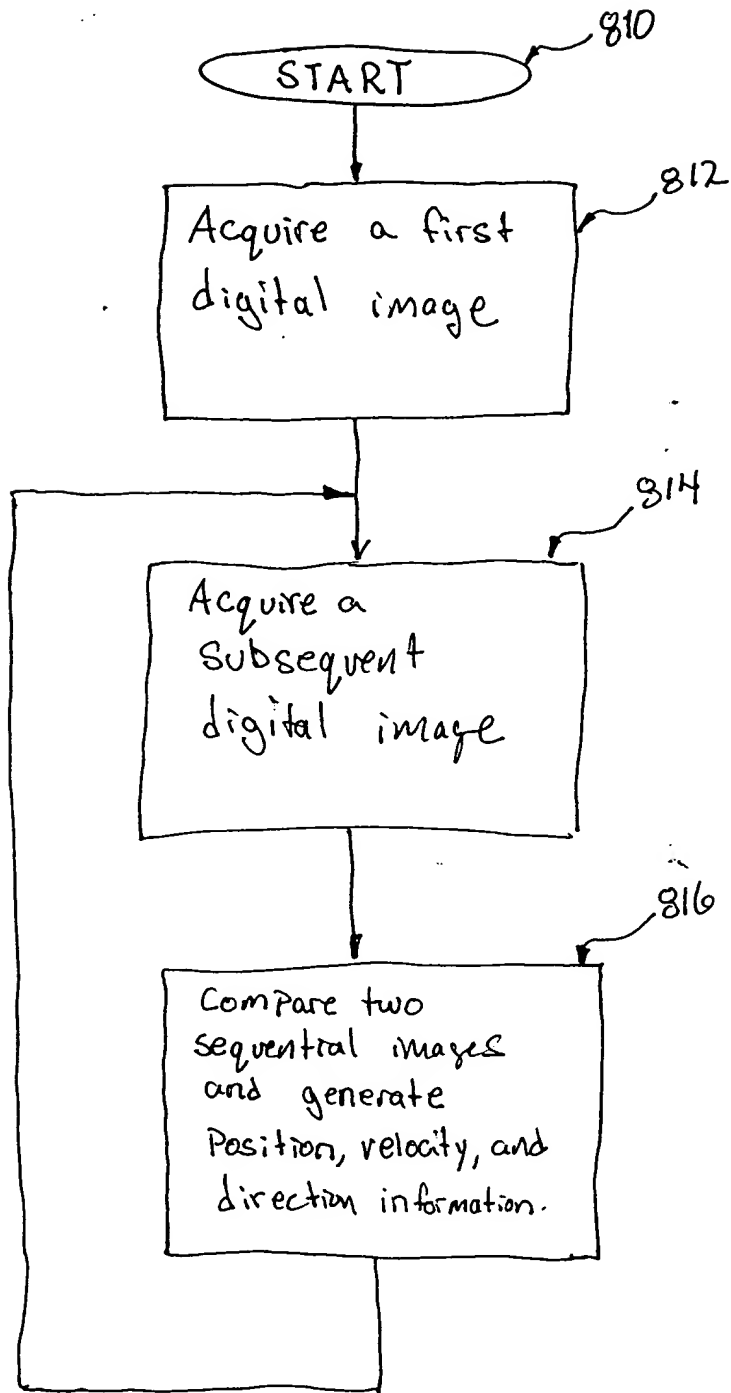 810
START
812
Acquire a first
digital image
814
Acquire a
subsequent
digital image
816
Compare two
sequential images
and generate
Position, velocity, and
direction information.